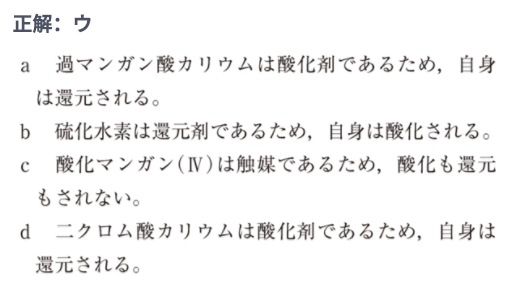 正解：ウ
a　過マンガン酸カリウムは酸化剤であるため，自身
は還元される。
b　硫化水素は還元剤であるため，自身は酸化される。
c　酸化マンガン(Ⅳ)は触媒であるため，酸化も還元
もされない。
d　二クロム酸カリウムは酸化剤であるため，自身は
還元される。